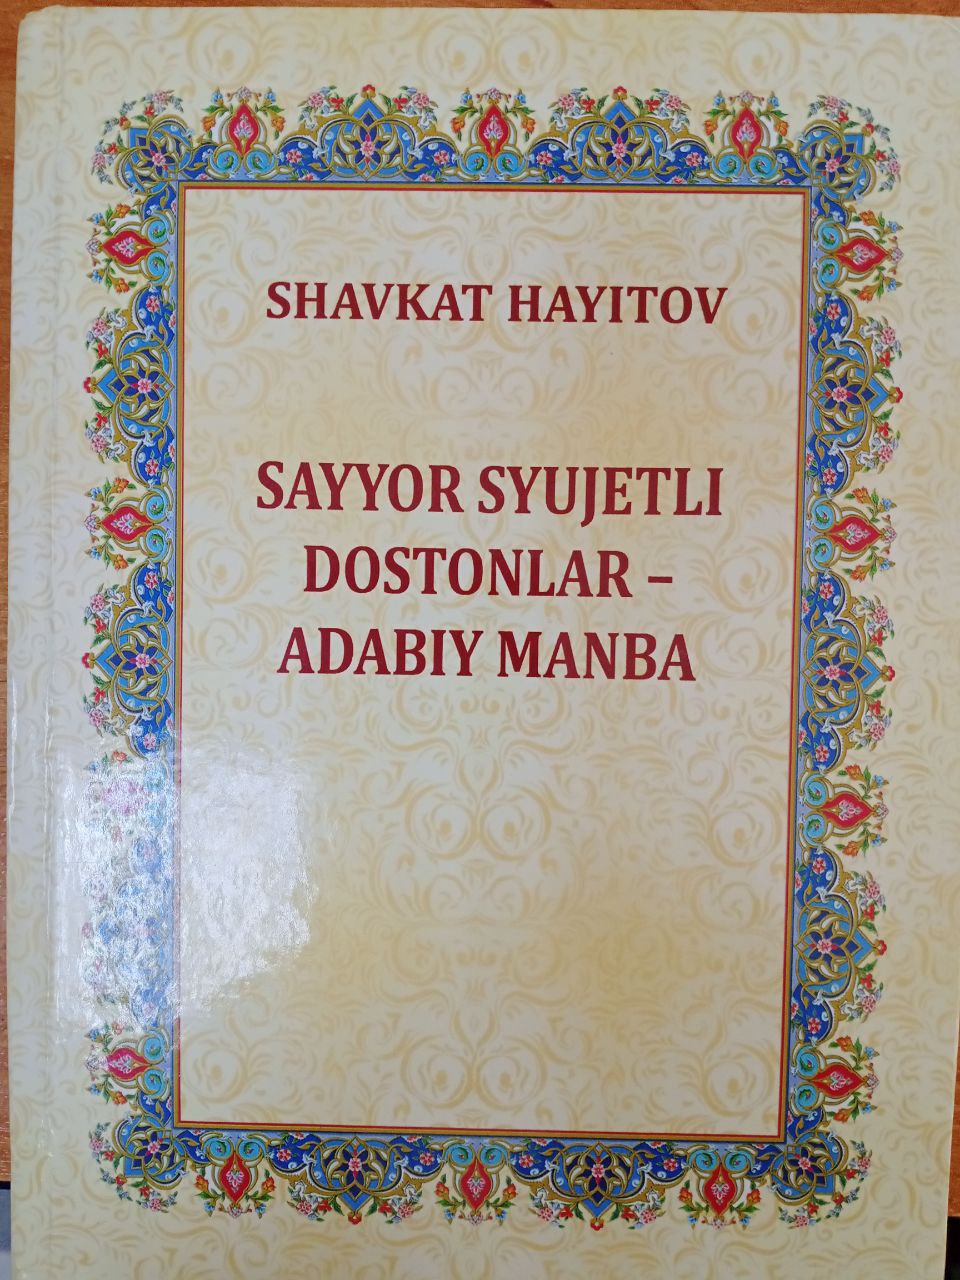 SHAVKAT HAYITOV
SAYYOR SYUJETLI
DOSTONLAR –
ADABIY MANBA